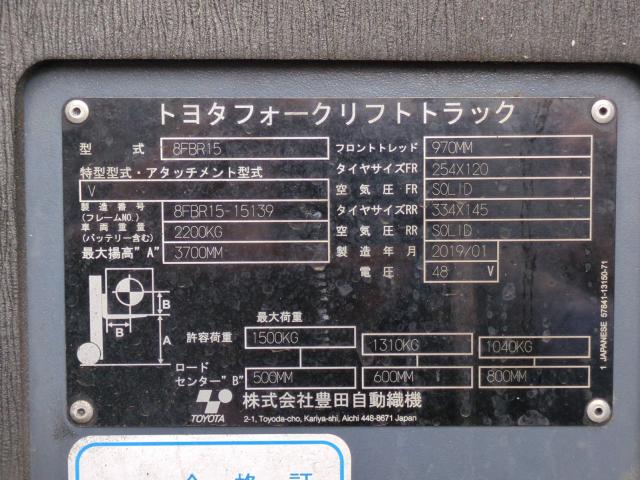 トヨタフォークリフトトラック
型式 8FBR15 フロントトレッド 970MM
特型型式・アタッチメント型式 タイヤサイズFR 254X120
V 空気圧FR SOLID
製造番号(フレームNO.) 8FBR15-15139 タイヤサイズRR 334X145
車両重量(バッテリー含む) 2200KG 空気圧RR SOLID
最大揚高"A" 3700MM 製造年月 2019/01
電圧 48 V
B
B A
最大荷重
許容荷重 1500KG 1310KG 1040KG
ロードセンター"B" 500MM 600MM 800MM
TOYOTA 株式会社豊田自動織機
2-1, Toyoda-cho, Kariya-shi, Aichi 448-8671 Japan
1 JAPANESE 57641-13150-71
合格証